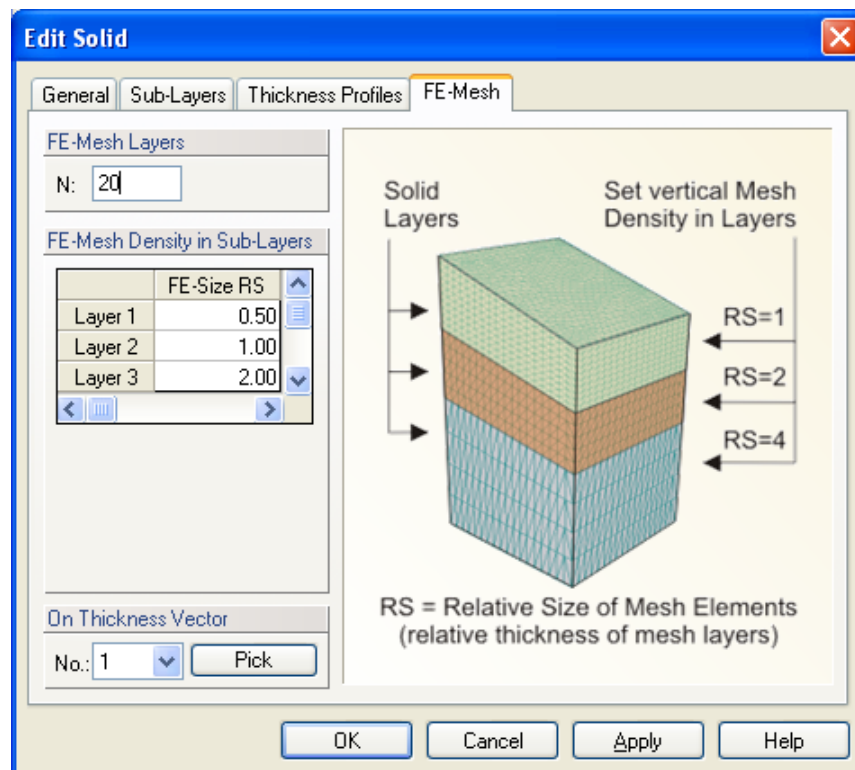 Edit Solid
General Sub-Layers Thickness Profiles FE-Mesh
FE-Mesh Layers
N: 20
FE-Mesh Density in Sub-Layers
FE-Size RS
Layer 1 0.50
Layer 2 1.00
Layer 3 2.00
On Thickness Vector
No.: 1 Pick
Solid
Layers
Set vertical Mesh
Density in Layers
RS=1
RS=2
RS=4
RS = Relative Size of Mesh Elements
(relative thickness of mesh layers)
OK Cancel Apply Help